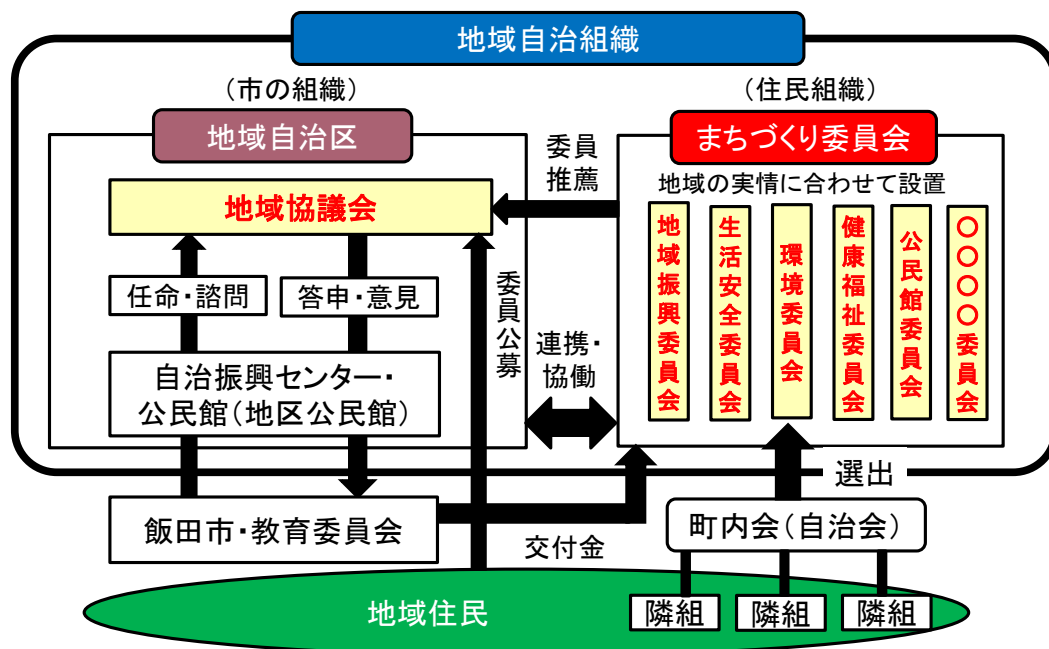 地域自治組織
（市の組織）
地域自治区
地域協議会
任命・諮問
答申・意見
自治振興センター・
公民館（地区公民館）
飯田市・教育委員会
委員
推薦
委員公募
連携・
協働
（住民組織）
まちづくり委員会
地域の実情に合わせて設置
地域振興委員会
生活安全委員会
環境委員会
健康福祉委員会
公民館委員会
〇〇〇〇委員会
選出
町内会（自治会）
交付金
地域住民
隣組
隣組
隣組